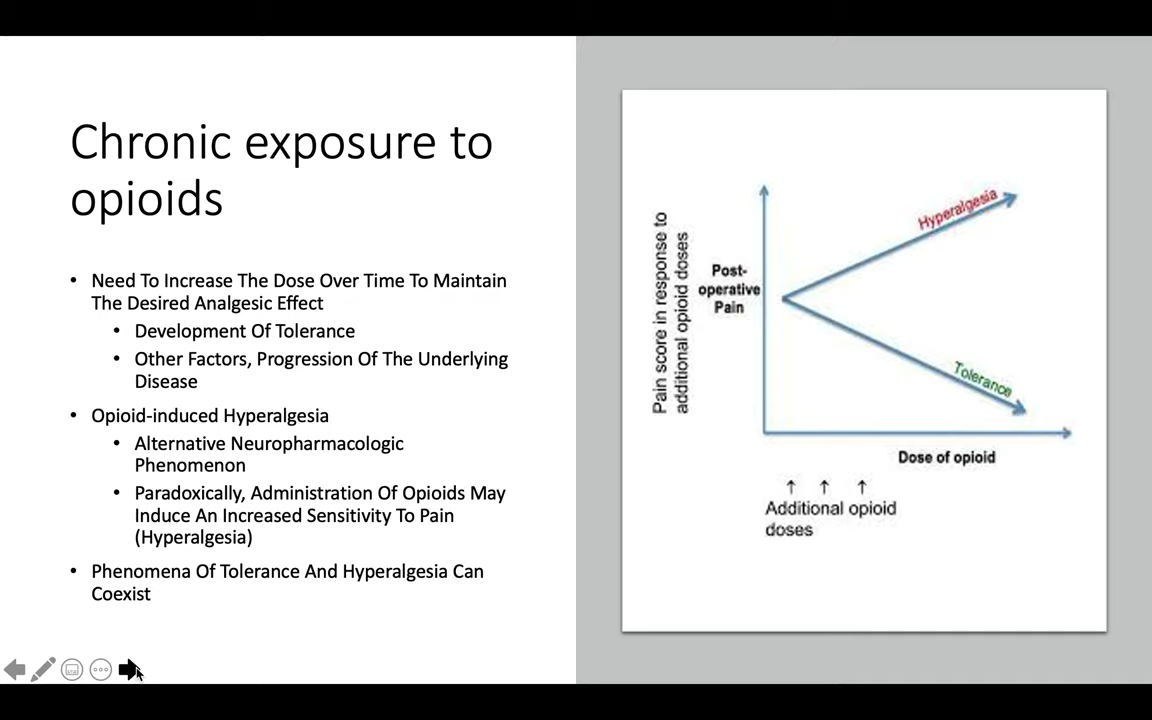 Chronic exposure to
opioids
• Need To Increase The Dose Over Time To Maintain
The Desired Analgesic Effect
• Development Of Tolerance
• Other Factors, Progression Of The Underlying
Disease
• Opioid-induced Hyperalgesia
• Alternative Neuropharmacologic
Phenomenon
• Paradoxically, Administration Of Opioids May
Induce An Increased Sensitivity To Pain
(Hyperalgesia)
• Phenomena Of Tolerance And Hyperalgesia Can
Coexist
Pain score in response to
additional opioid doses
Post-
operative
Pain
Hyperalgesia
Tolerance
Dose of opioid
Additional opioid
doses